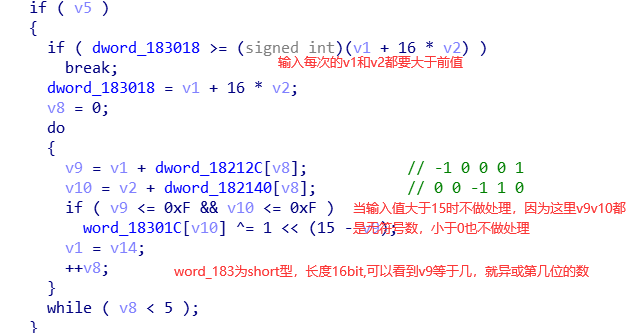 if ( v5 )
{
if ( dword_183018 >= (signed int)(v1 + 16 * v2) )
break;
输入每次的v1和v2都要大于前值
dword_183018 = v1 + 16 * v2;
v8 = 0;
do
{
v9 = v1 + dword_18212C[v8]; // -1 0 0 0 1
v10 = v2 + dword_182140[v8]; // 0 0 -1 1 0
if ( v9 <= 0xF && v10 <= 0xF )
当输入值大于15时不做处理，因为这里v9v10都
word_18301C[v10] ^= 1 << (15 - );
是无符号数，小于0也不做处理
v1 = v14;
++v8;
word_183为short型，长度16bit,可以看到v9等于几，就异或第几位的数
}
while ( v8 < 5 );
}